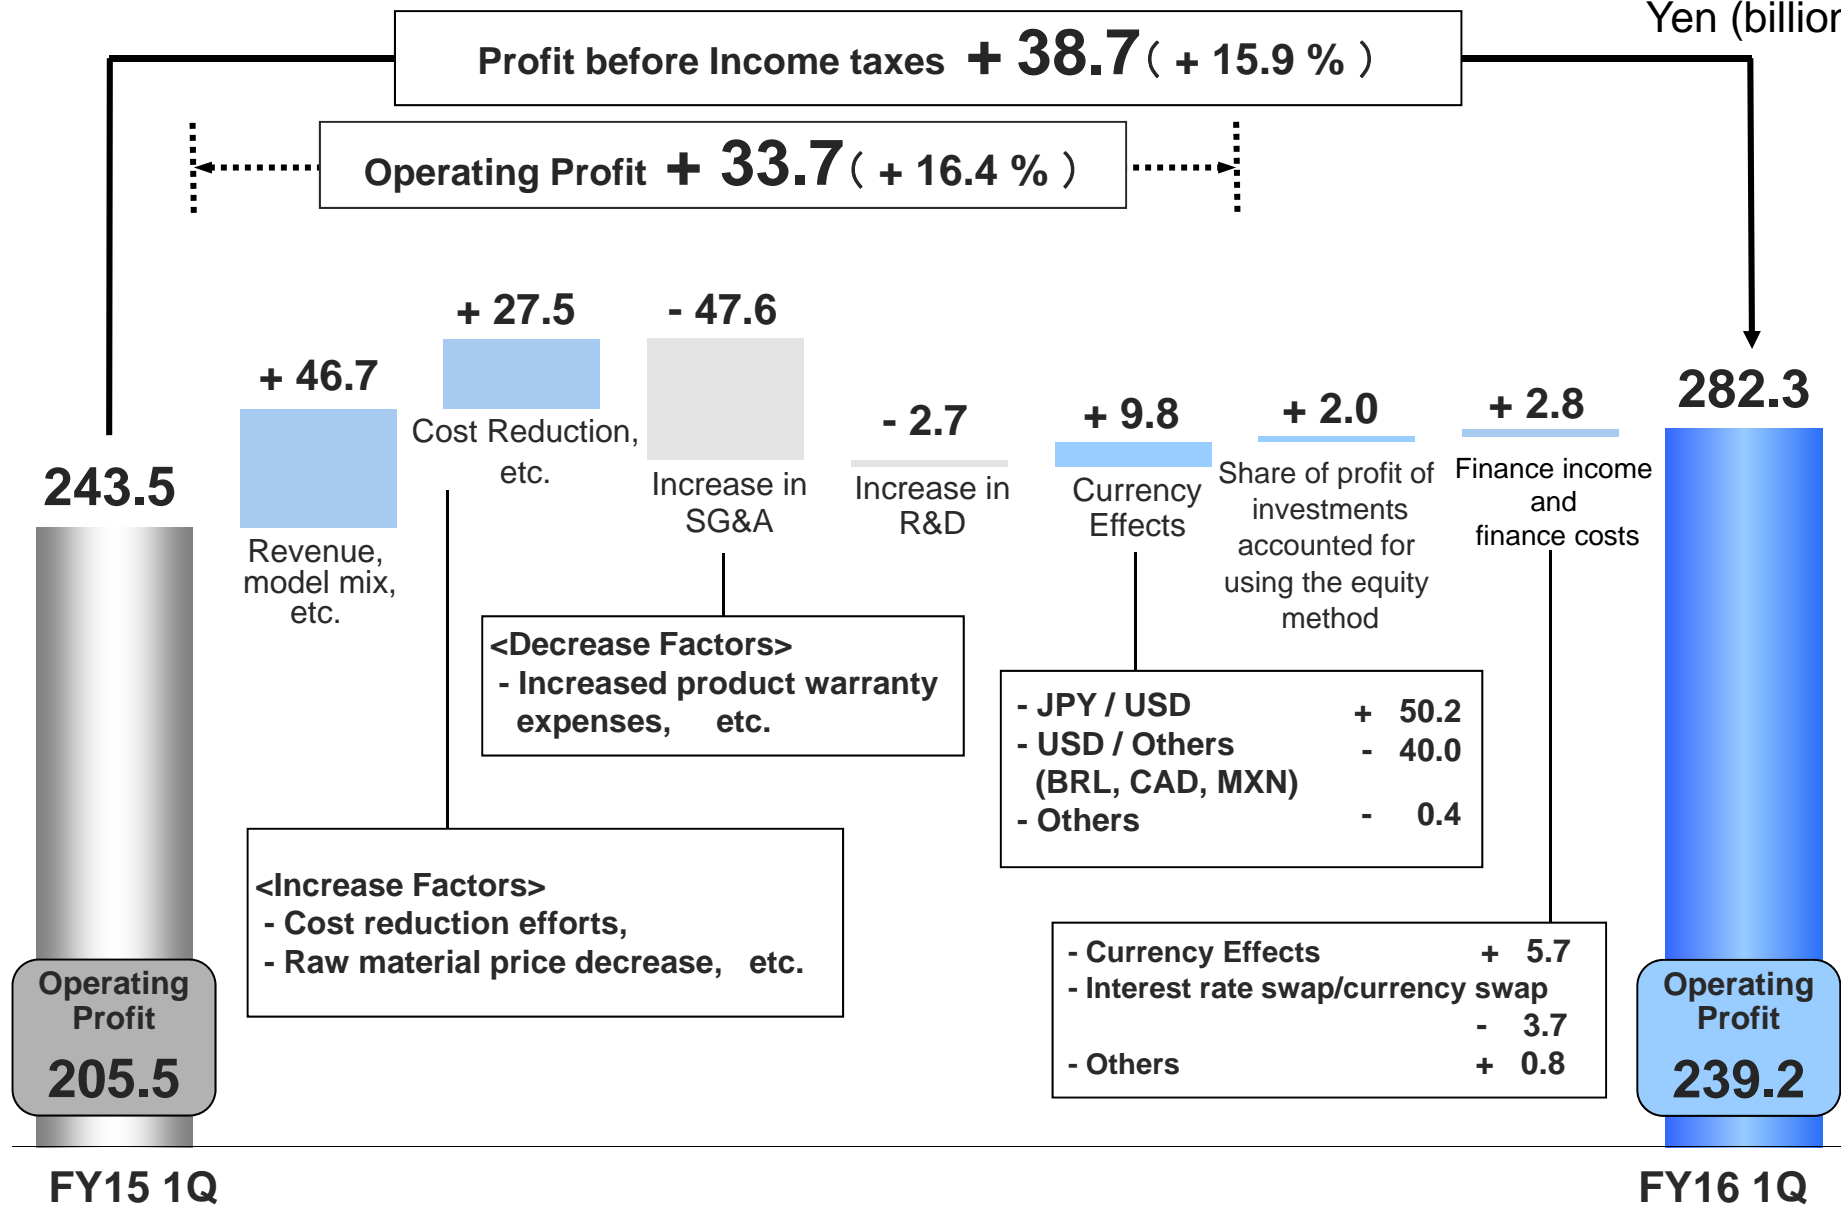 Yen (billion
Profit before Income taxes + 38.7 ( + 15.9 % )
Operating Profit + 33.7 ( + 16.4 % )
243.5
+ 46.7
Revenue,
model mix,
etc.
+ 27.5
Cost Reduction,
etc.
- 47.6
Increase in
SG&A
- 2.7
Increase in
R&D
+ 9.8
Currency
Effects
+ 2.0
Share of profit of
investments
accounted for
using the equity
method
+ 2.8
Finance income
and
finance costs
282.3
<Decrease Factors>
- Increased product warranty
expenses, etc.
- JPY / USD + 50.2
- USD / Others - 40.0
(BRL, CAD, MXN)
- Others - 0.4
<Increase Factors>
- Cost reduction efforts,
- Raw material price decrease, etc.
- Currency Effects + 5.7
- Interest rate swap/currency swap
- 3.7
- Others + 0.8
Operating
Profit
205.5
Operating
Profit
239.2
FY15 1Q
FY16 1Q